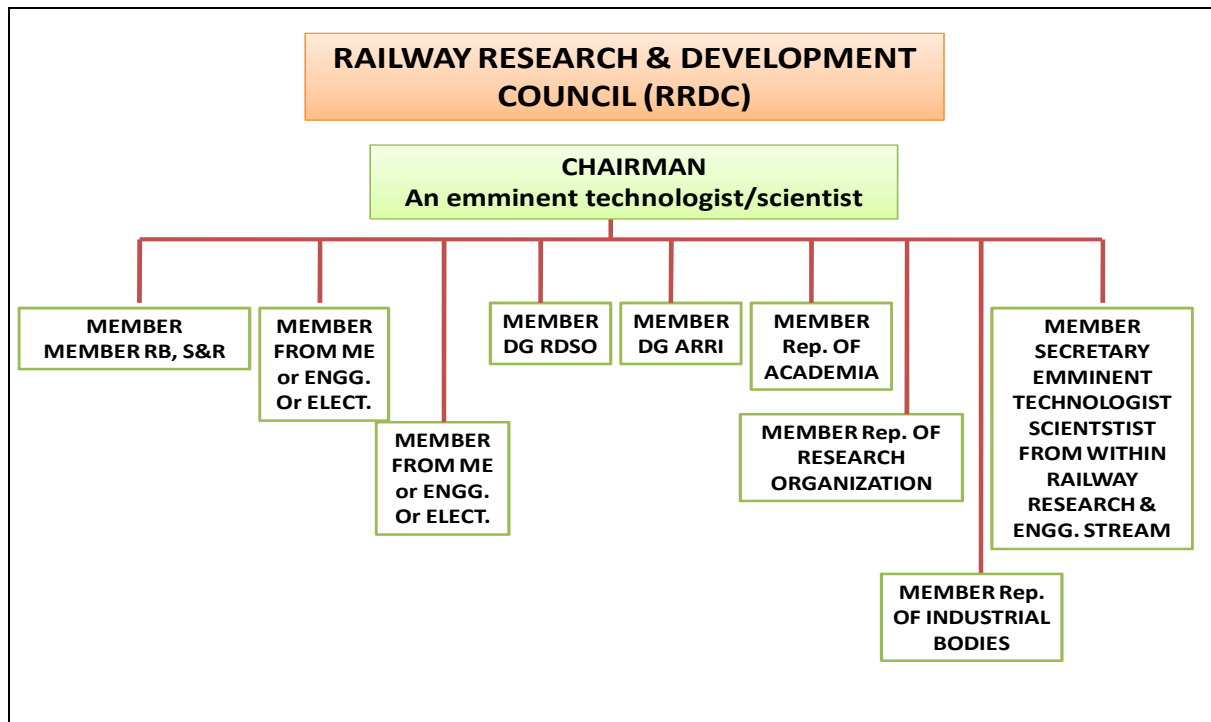 RAILWAY RESEARCH & DEVELOPMENT
COUNCIL (RRDC)
CHAIRMAN
An emminent technologist/scientist
MEMBER
MEMBER RB, S&R
MEMBER
FROM ME
or ENGG.
Or ELECT.
MEMBER
FROM ME
or ENGG.
Or ELECT.
MEMBER
DG RDSO
MEMBER
DG ARRI
MEMBER
Rep. OF
ACADEMIA
MEMBER Rep. OF
RESEARCH
ORGANIZATION
MEMBER Rep.
OF INDUSTRIAL
BODIES
MEMBER
SECRETARY
EMMINENT
TECHNOLOGIST
SCIENTSTIST
FROM WITHIN
RAILWAY
RESEARCH &
ENGG. STREAM